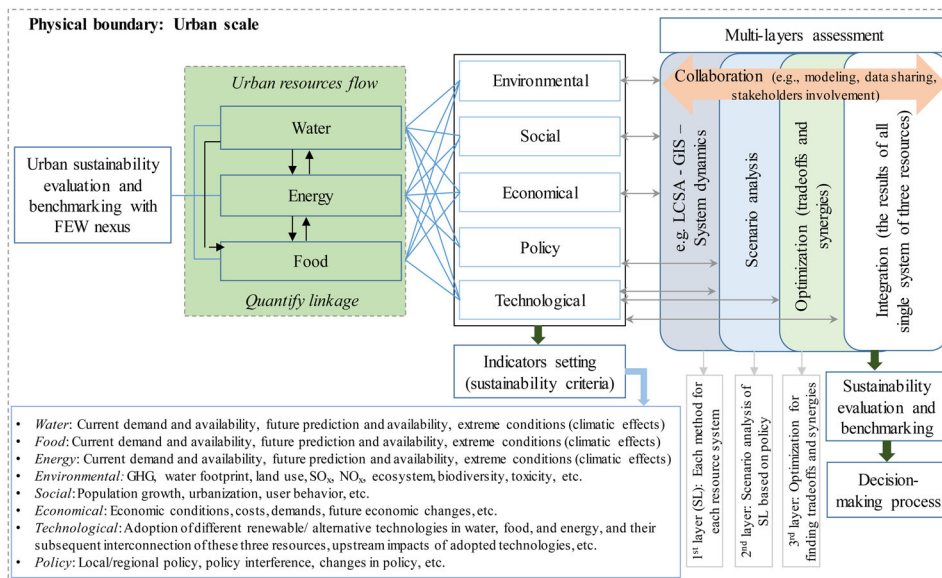 Physical boundary: Urban scale
Urban sustainability
evaluation and
benchmarking with
FEW nexus
Urban resources flow
Water
Energy
Food
Quantify linkage
Environmental
Social
Economical
Policy
Technological
Indicators setting
(sustainability criteria)
Multi-layers assessment
Collaboration (e.g., modeling, data sharing,
stakeholders involvement)
e.g. LCSA - GIS –
System dynamics
Scenario analysis
Optimization (tradeoffs and
synergies)
Integration (the results of all
single system of three resources)
1st layer (SL): Each method for
each resource system
2nd layer: Scenario analysis of
SL based on policy
3rd layer: Optimization for
finding tradeoffs and synergies
Sustainability
evaluation and
benchmarking
Decision-
making process
• Water: Current demand and availability, future prediction and availability, extreme conditions (climatic effects)
• Food: Current demand and availability, future prediction and availability, extreme conditions (climatic effects)
• Energy: Current demand and availability, future prediction and availability, extreme conditions (climatic effects)
• Environmental: GHG, water footprint, land use, SOx, NOx, ecosystem, biodiversity, toxicity, etc.
• Social: Population growth, urbanization, user behavior, etc.
• Economical: Economic conditions, costs, demands, future economic changes, etc.
• Technological: Adoption of different renewable/ alternative technologies in water, food, and energy, and their
subsequent interconnection of these three resources, upstream impacts of adopted technologies, etc.
• Policy: Local/regional policy, policy interference, changes in policy, etc.